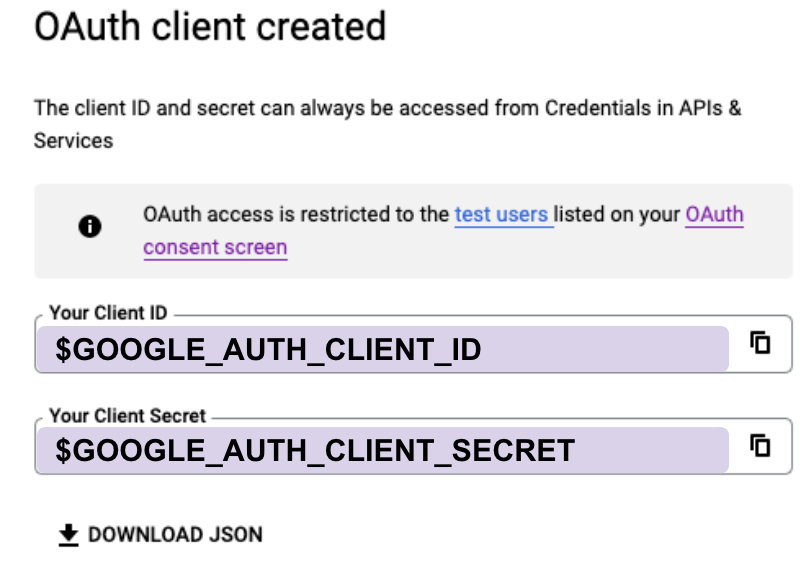 OAuth client created
The client ID and secret can always be accessed from Credentials in APIs &
Services
OAuth access is restricted to the test users listed on your OAuth
consent screen
Your Client ID
$GOOGLE_AUTH_CLIENT_ID
Your Client Secret
$GOOGLE_AUTH_CLIENT_SECRET
DOWNLOAD JSON